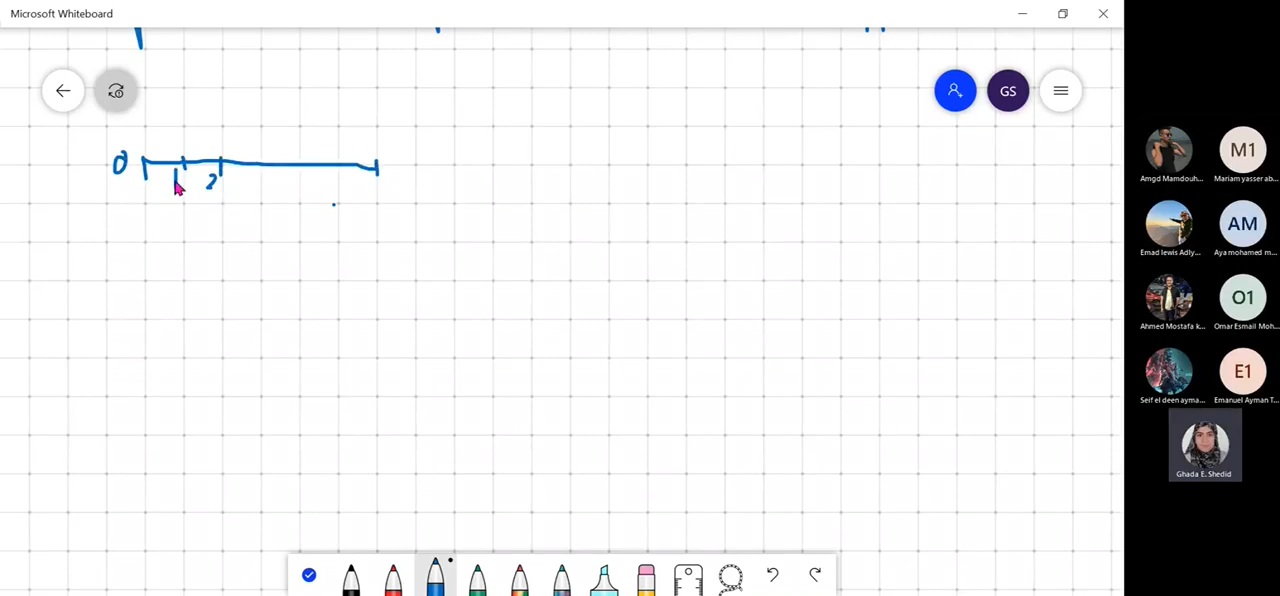 Microsoft Whiteboard
GS
0
1 2
M1
Amgd Mamdouh... Mariam yasser ab...
AM
Emad lewis Adly... Aya mohamed m...
O1
Ahmed Mostafa k... Omar Esmail Moh...
E1
Seif el deen ayma... Emanuel Ayman T...
Ghada E. Shedid